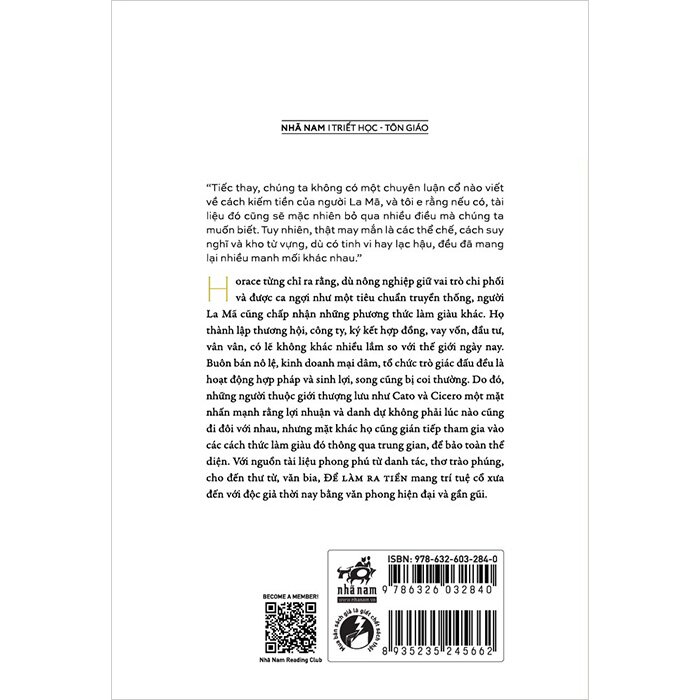 NHÃ NAM | TRIẾT HỌC - TÔN GIÁO
“Tiếc thay, chúng ta không có một chuyên luận cổ nào viết
về cách kiếm tiền của người La Mã, và tôi e rằng nếu có, tài
liệu đó cũng sẽ mặc nhiên bỏ qua nhiều điều mà chúng ta
muốn biết. Tuy nhiên, thật may mắn là các thể chế, cách suy
nghĩ và kho từ vựng, dù có tinh vi hay lạc hậu, đều đã mang
lại nhiều manh mối khác nhau.”
Horace từng chỉ ra rằng, dù nông nghiệp giữ vai trò chi phối
và được ca ngợi như một tiêu chuẩn truyền thống, người
La Mã cũng chấp nhận những phương thức làm giàu khác. Họ
thành lập thương hội, công ty, ký kết hợp đồng, vay vốn, đầu tư,
vân vân, có lẽ không khác nhiều lắm so với thế giới ngày nay.
Buôn bán nô lệ, kinh doanh mại dâm, tổ chức trò giác đấu đều là
hoạt động hợp pháp và sinh lợi, song cũng bị coi thường. Do đó,
những người thuộc giới thượng lưu như Cato và Cicero một mặt
nhấn mạnh rằng lợi nhuận và danh dự không phải lúc nào cũng
đi đôi với nhau, nhưng mặt khác họ cũng gián tiếp tham gia vào
các cách thức làm giàu đó thông qua trung gian, để bảo toàn thể
diện. Với nguồn tài liệu phong phú từ danh tác, thơ trào phúng,
cho đến thư từ, văn bia, ĐỂ LÀM RA TIỀN mang trí tuệ cổ xưa
đến với độc giả thời nay bằng văn phong hiện đại và gần gũi.
BECOME A MEMBER!
Nhã Nam Reading Club
nhã nam
www.nhanam.vn
Mua bán sách giả là giết chết sách thật
ISBN: 978-632-603-284-0
9 786326 032840
8 935235 245662